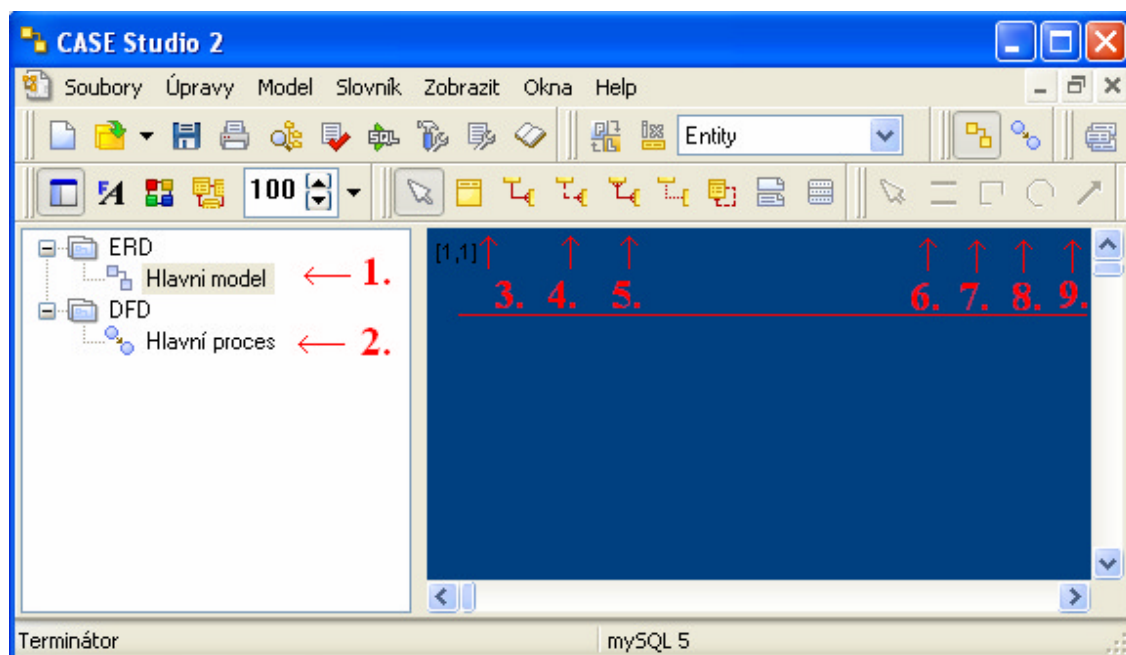 CASE Studio 2
Soubory Úpravy Model Slovník Zobrazit Okna Help
Entity
100
ERD
Hlavni model
1.
DFD
Hlavní proces
2.
[1,1]
3. 4. 5. 6. 7. 8. 9.
Terminátor
mySQL 5